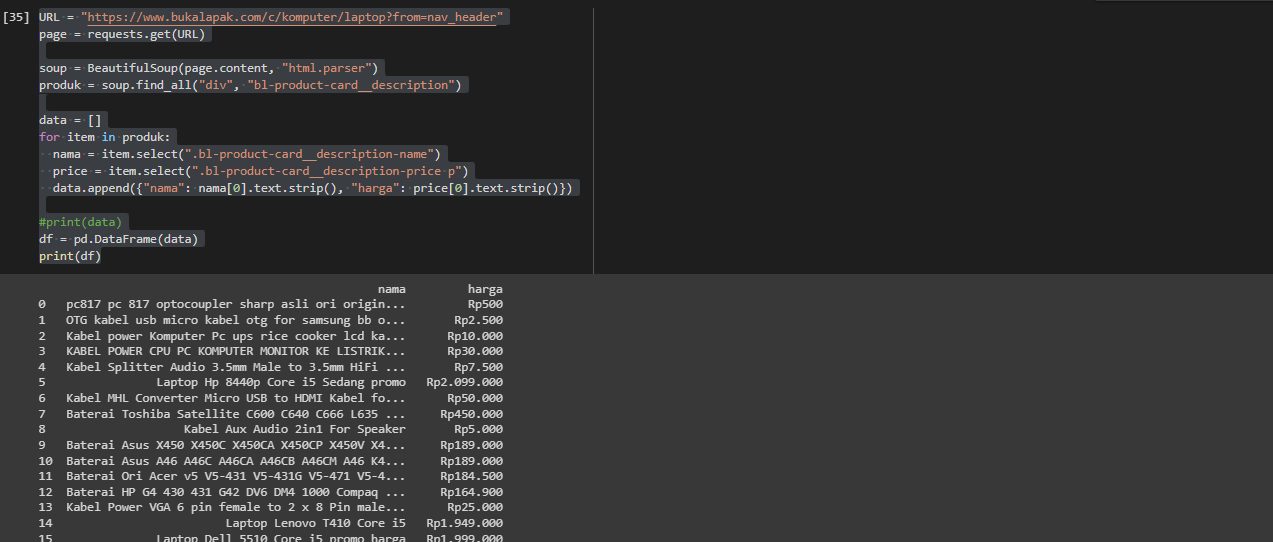 [35] URL = "https://www.bukalapak.com/c/komputer/laptop?from=nav_header"
page = requests.get(URL)
soup = BeautifulSoup(page.content, "html.parser")
produk = soup.find_all("div", "bl-product-card__description")
data = []
for item in produk:
nama = item.select(".bl-product-card__description-name")
price = item.select(".bl-product-card__description-price p")
data.append({"nama": nama[0].text.strip(), "harga": price[0].text.strip()})
#print(data)
df = pd.DataFrame(data)
print(df)
nama harga
0 pc817 pc 817 optocoupler sharp asli ori origin... Rp500
1 OTG kabel usb micro kabel otg for samsung bb o... Rp2.500
2 Kabel power Komputer Pc ups rice cooker lcd ka... Rp10.000
3 KABEL POWER CPU PC KOMPUTER MONITOR KE LISTRIK... Rp30.000
4 Kabel Splitter Audio 3.5mm Male to 3.5mm HiFi ... Rp7.500
5 Laptop Hp 8440p Core i5 Sedang promo Rp2.099.000
6 Kabel MHL Converter Micro USB to HDMI Kabel fo... Rp50.000
7 Baterai Toshiba Satellite C600 C640 C666 L635 ... Rp450.000
8 Kabel Aux Audio 2in1 For Speaker Rp5.000
9 Baterai Asus X450 X450C X450CA X450CP X450V X4... Rp189.000
10 Baterai Asus A46 A46C A46CA A46CB A46CM A46 K4... Rp189.000
11 Baterai Ori Acer v5 V5-431 V5-431G V5-471 V5-4... Rp184.500
12 Baterai HP G4 430 431 G42 DV6 DM4 1000 Compaq ... Rp164.900
13 Kabel Power VGA 6 pin female to 2 x 8 Pin male... Rp25.000
14 Laptop Lenovo T410 Core i5 Rp1.949.000
15 Laptop Dell 5510 Core i5 promo harga Rp1.999.000